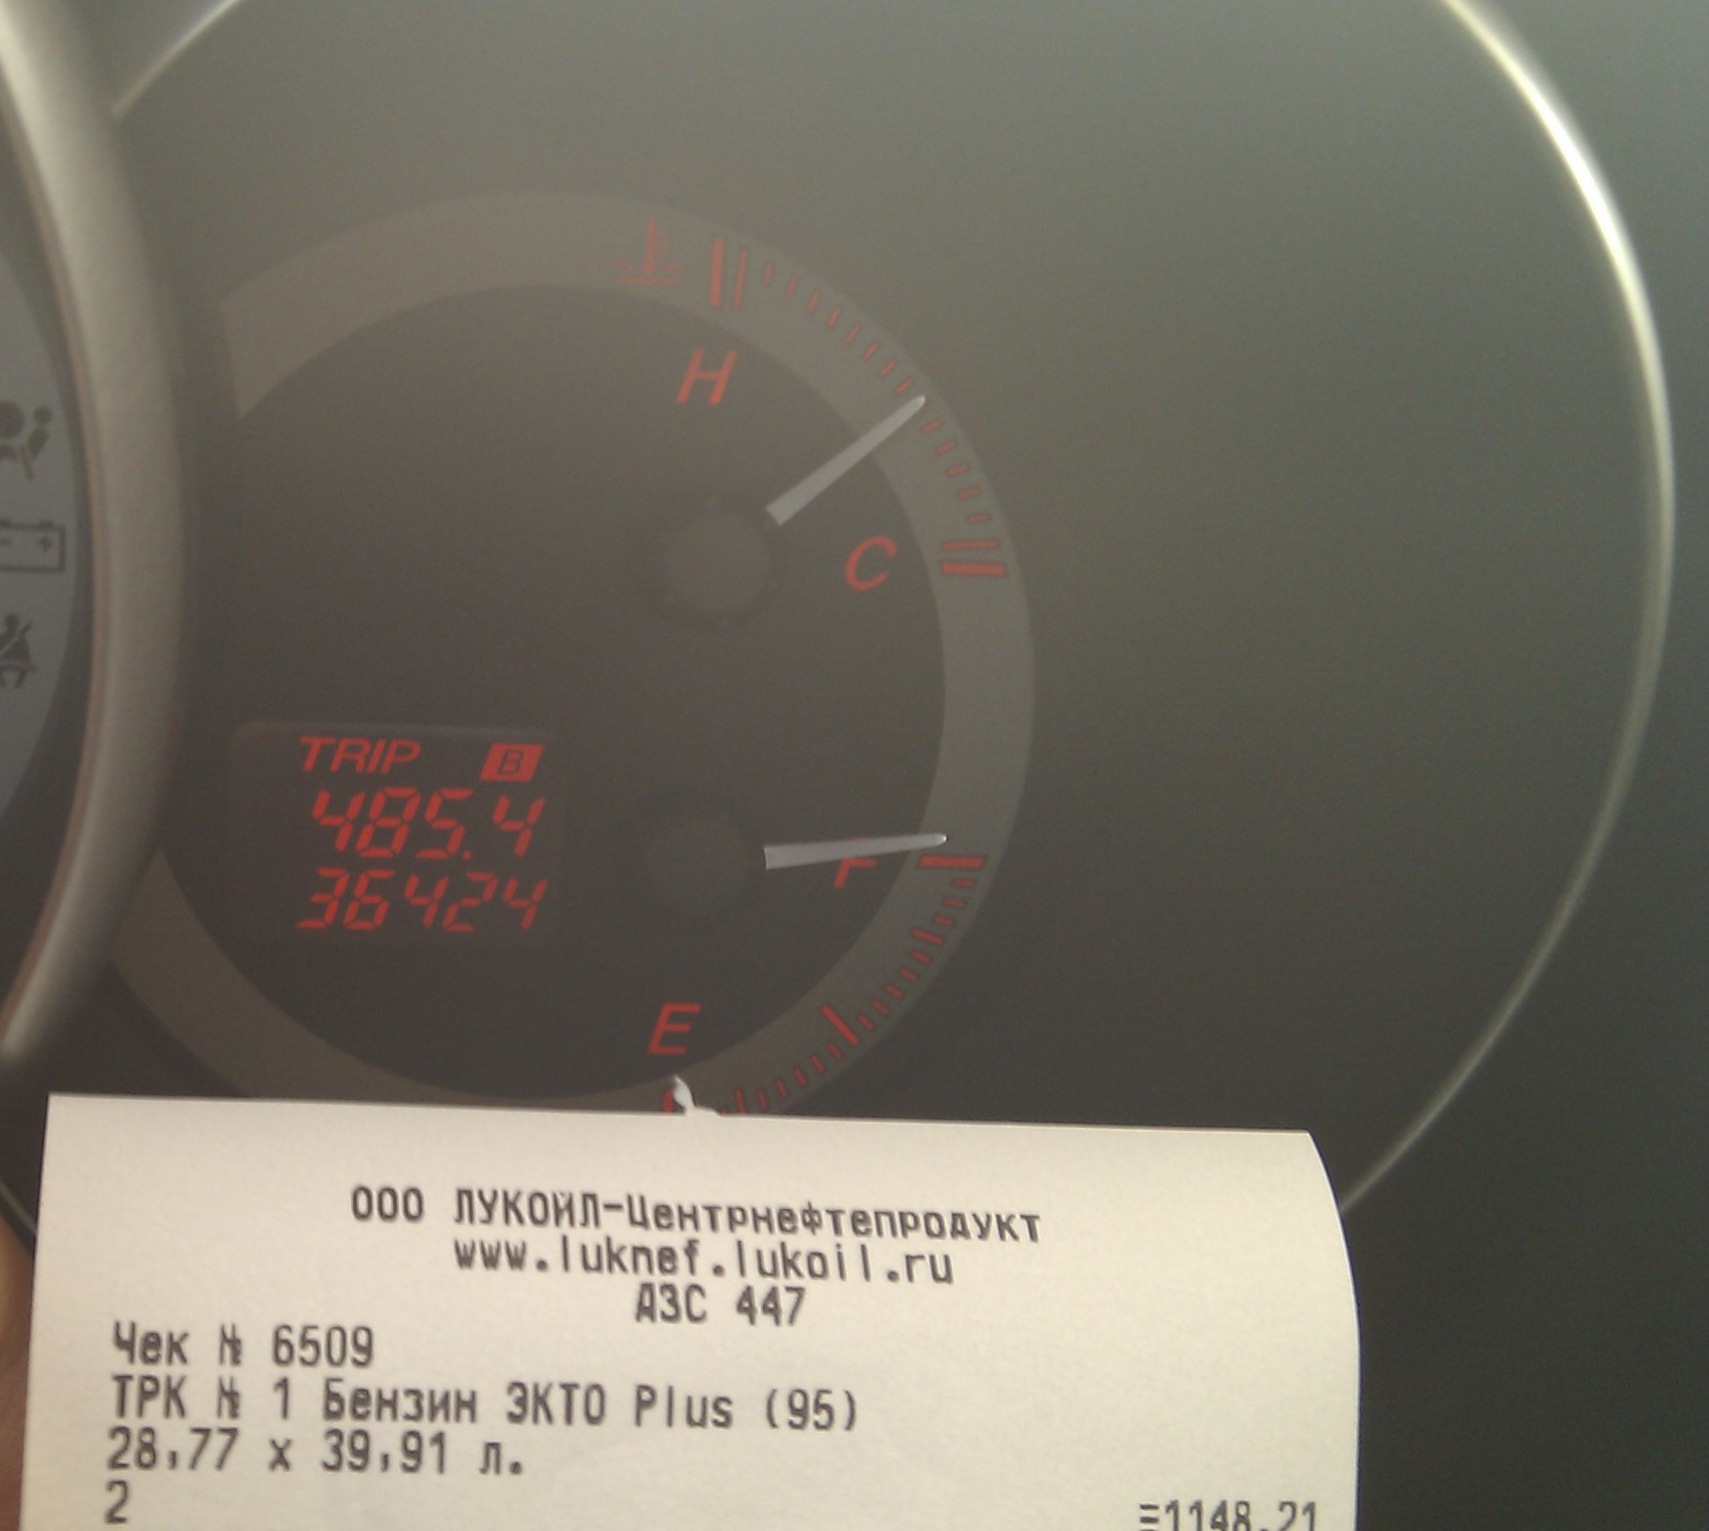 H
C
TRIP B
485.4
36424
F
E
ООО ЛУКОЙЛ-Центрнефтепродукт
www.luknef.lukoil.ru
АЗС 447
Чек № 6509
ТРК № 1 Бензин ЭКТО Plus (95)
28,77 x 39,91 л.
2 ≡1148.21